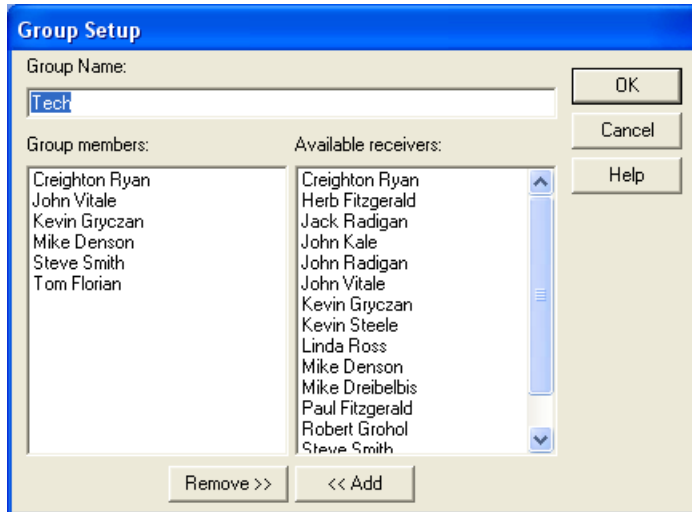 Group Setup
Group Name:
Tech
OK
Cancel
Help
Group members:
Creighton Ryan
John Vitale
Kevin Gryczan
Mike Denson
Steve Smith
Tom Florian
Available receivers:
Creighton Ryan
Herb Fitzgerald
Jack Radigan
John Kale
John Radigan
John Vitale
Kevin Gryczan
Kevin Steele
Linda Ross
Mike Denson
Mike Dreibelbis
Paul Fitzgerald
Robert Grohol
Steve Smith
Remove >>
<< Add